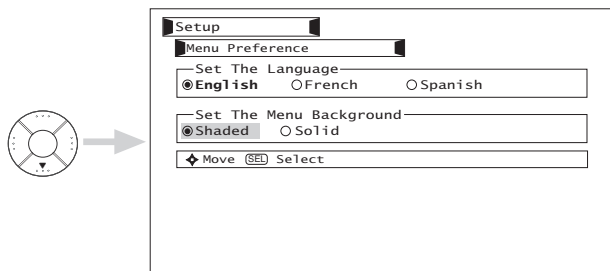 Setup
Menu Preference
Set The Language
English French Spanish
Set The Menu Background
Shaded Solid
Move SEL Select